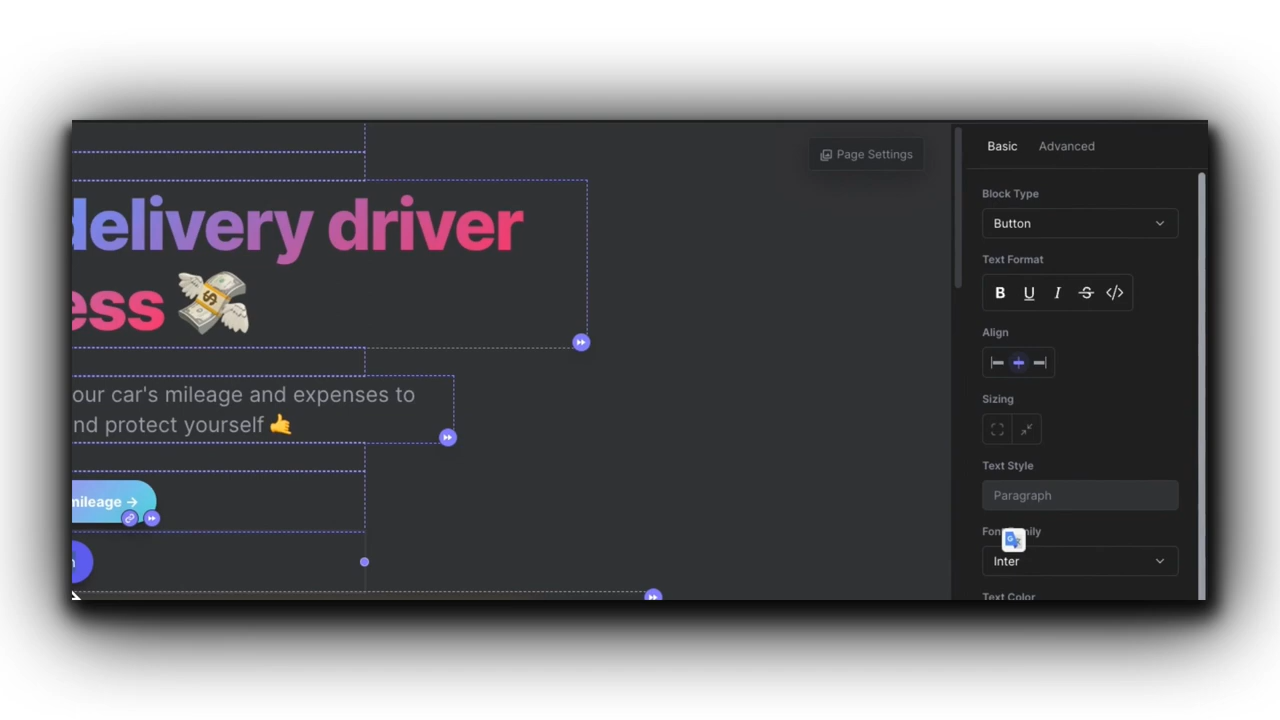 Page Settings
delivery driver
ess 💸
our car's mileage and expenses to
nd protect yourself 🤙
mileage →
Basic Advanced
Block Type
Button
Text Format
B U I S </>
Align
Sizing
Text Style
Paragraph
Inter
Text Color